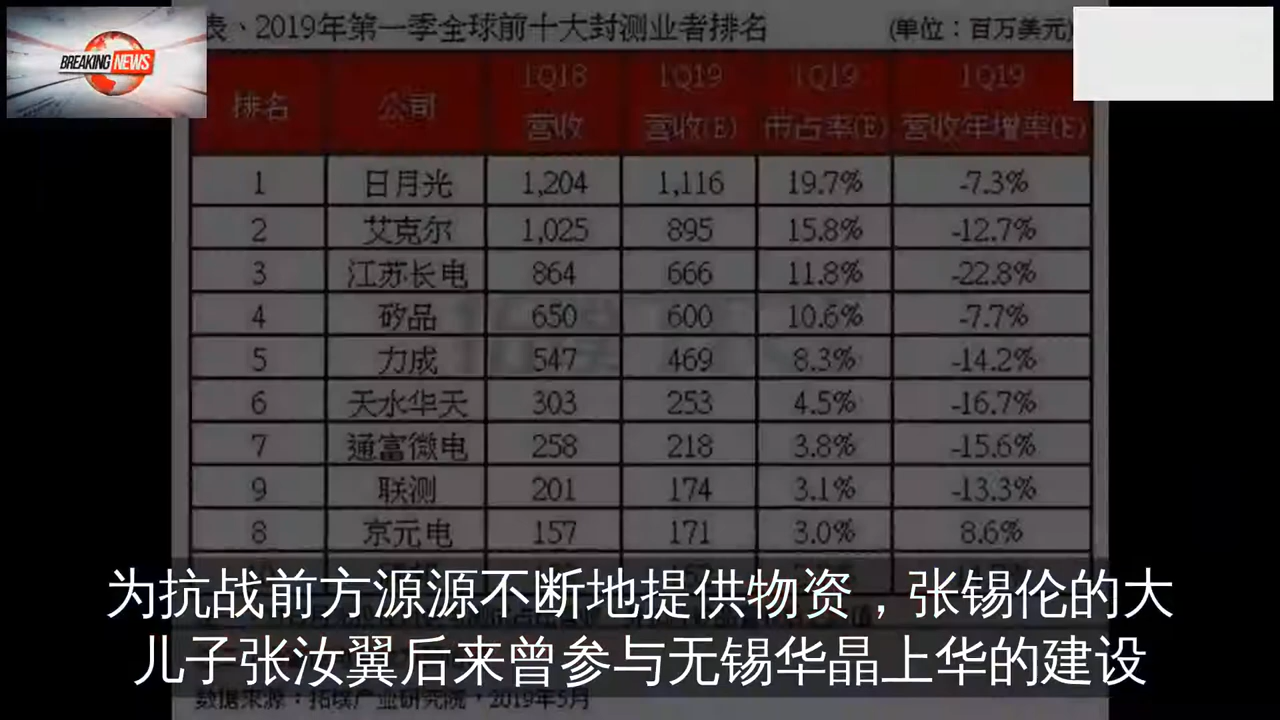 BREAKING NEWS
表、2019年第一季全球前十大封测业者排名
(单位：百万美元)
排名 公司 1Q18 营收 1Q19 营收(E) 1Q19 市占率(E) 1Q19 营收年增率(E)
1 日月光 1,204 1,116 19.7% -7.3%
2 艾克尔 1,025 895 15.8% -12.7%
3 江苏长电 864 666 11.8% -22.8%
4 矽品 650 600 10.6% -7.7%
5 力成 547 469 8.3% -14.2%
6 天水华天 303 253 4.5% -16.7%
7 通富微电 258 218 3.8% -15.6%
9 联测 201 174 3.1% -13.3%
8 京元电 157 171 3.0% 8.6%
为抗战前方源源不断地提供物资，张锡伦的大
儿子张汝翼后来曾参与无锡华晶上华的建设
数据来源：拓墣产业研究院，2019年5月